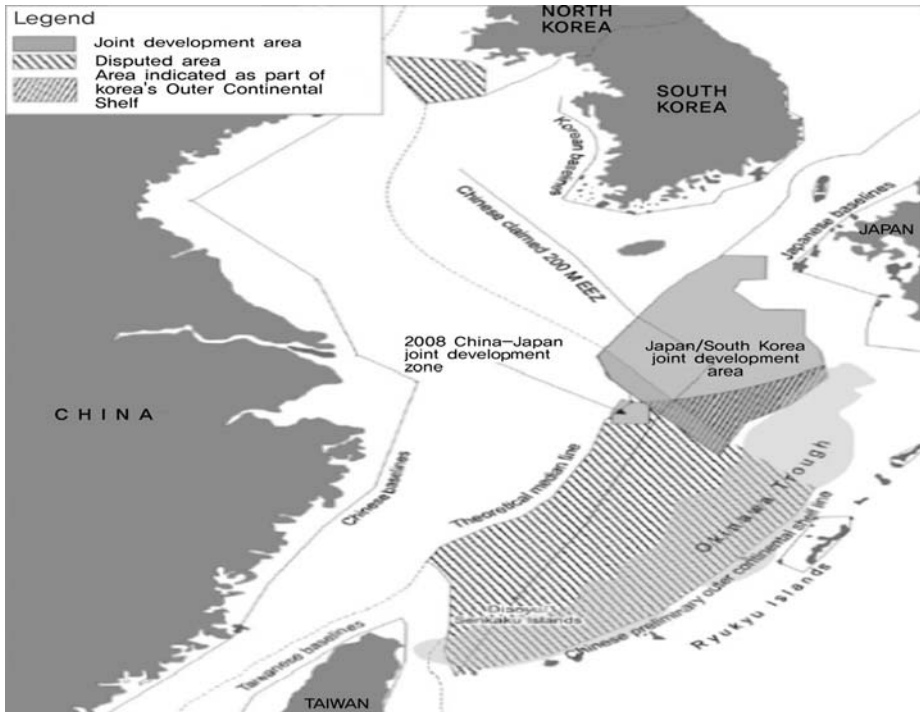 Legend
Joint development area
Disputed area
Area indicated as part of
korea's Outer Continental
Shelf
NORTH
KOREA
SOUTH
KOREA
Korean baselines
Chinese claimed 200 M EEZ
Japanese baselines
JAPAN
2008 China–Japan
joint development
zone
Japan/South Korea
joint development
area
CHINA
Chinese baselines
Theoretical median line
Okinawa Trough
Chinese preliminary outer continental shelf line
Ryukyu Islands
Senkaku Islands
Taiwanese baselines
TAIWAN